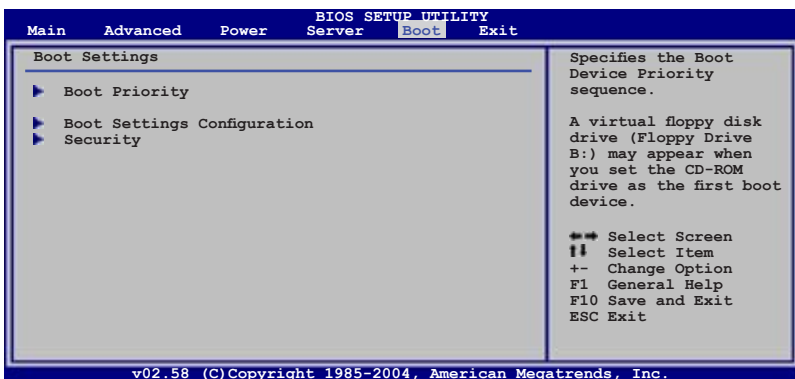 BIOS SETUP UTILITY
Main Advanced Power Server Boot Exit
Boot Settings
Boot Priority
Boot Settings Configuration
Security
Specifies the Boot
Device Priority
sequence.
A virtual floppy disk
drive (Floppy Drive
B:) may appear when
you set the CD-ROM
drive as the first boot
device.
Select Screen
Select Item
+- Change Option
F1 General Help
F10 Save and Exit
ESC Exit
v02.58 (C)Copyright 1985-2004, American Megatrends, Inc.